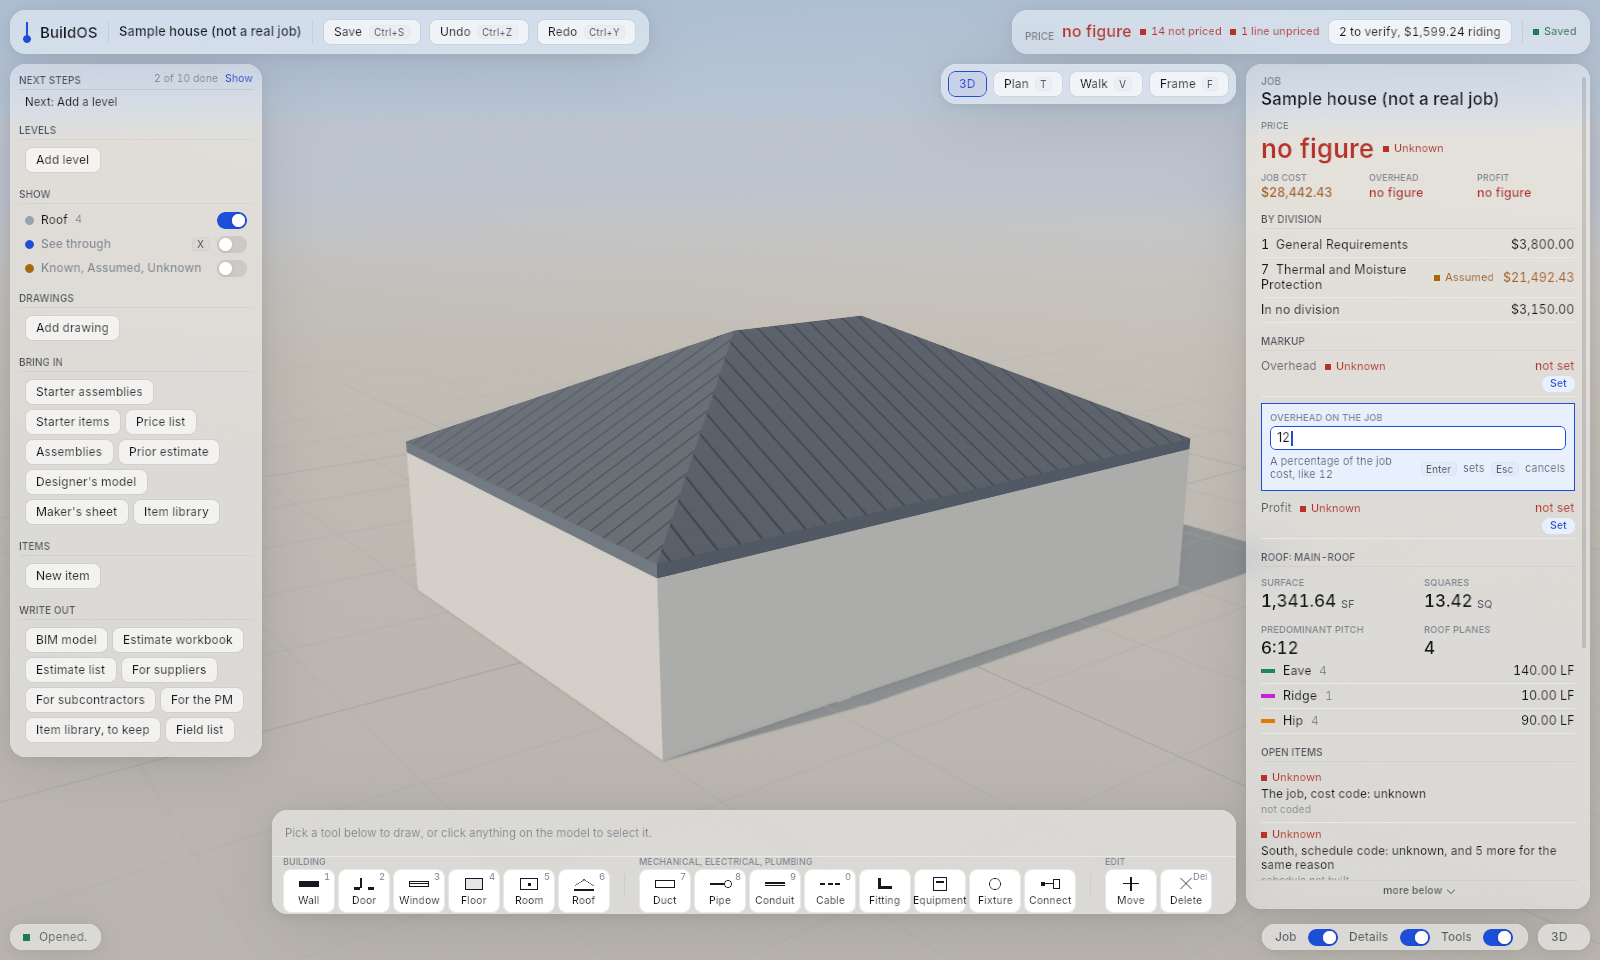 BuildOS
Sample house (not a real job)
Save Ctrl+S
Undo Ctrl+Z
Redo Ctrl+Y
PRICE no figure 14 not priced 1 line unpriced 2 to verify, $1,599.24 riding Saved
NEXT STEPS 2 of 10 done Show
Next: Add a level
LEVELS
Add level
SHOW
Roof 4
See through X
Known, Assumed, Unknown
DRAWINGS
Add drawing
BRING IN
Starter assemblies
Starter items Price list
Assemblies Prior estimate
Designer's model
Maker's sheet Item library
ITEMS
New item
WRITE OUT
BIM model Estimate workbook
Estimate list For suppliers
For subcontractors For the PM
Item library, to keep Field list
Opened.
3D Plan T Walk V Frame F
Pick a tool below to draw, or click anything on the model to select it.
BUILDING
1 Wall
2 Door
3 Window
4 Floor
5 Room
6 Roof
MECHANICAL, ELECTRICAL, PLUMBING
7 Duct
8 Pipe
9 Conduit
0 Cable
Fitting
Equipment
Fixture
Connect
EDIT
Move
Del Delete
JOB
Sample house (not a real job)
PRICE
no figure Unknown
JOB COST OVERHEAD PROFIT
$28,442.43 no figure no figure
BY DIVISION
1 General Requirements $3,800.00
7 Thermal and Moisture
Protection Assumed $21,492.43
In no division $3,150.00
MARKUP
Overhead Unknown not set
Set
OVERHEAD ON THE JOB
12
A percentage of the job
cost, like 12
Enter sets Esc cancels
Profit Unknown not set
Set
ROOF: MAIN-ROOF
SURFACE SQUARES
1,341.64 SF 13.42 SQ
PREDOMINANT PITCH ROOF PLANES
6:12 4
Eave 4 140.00 LF
Ridge 1 10.00 LF
Hip 4 90.00 LF
OPEN ITEMS
Unknown
The job, cost code: unknown
not coded
Unknown
South, schedule code: unknown, and 5 more for the
same reason
schedule not built
more below
Job Details Tools 3D